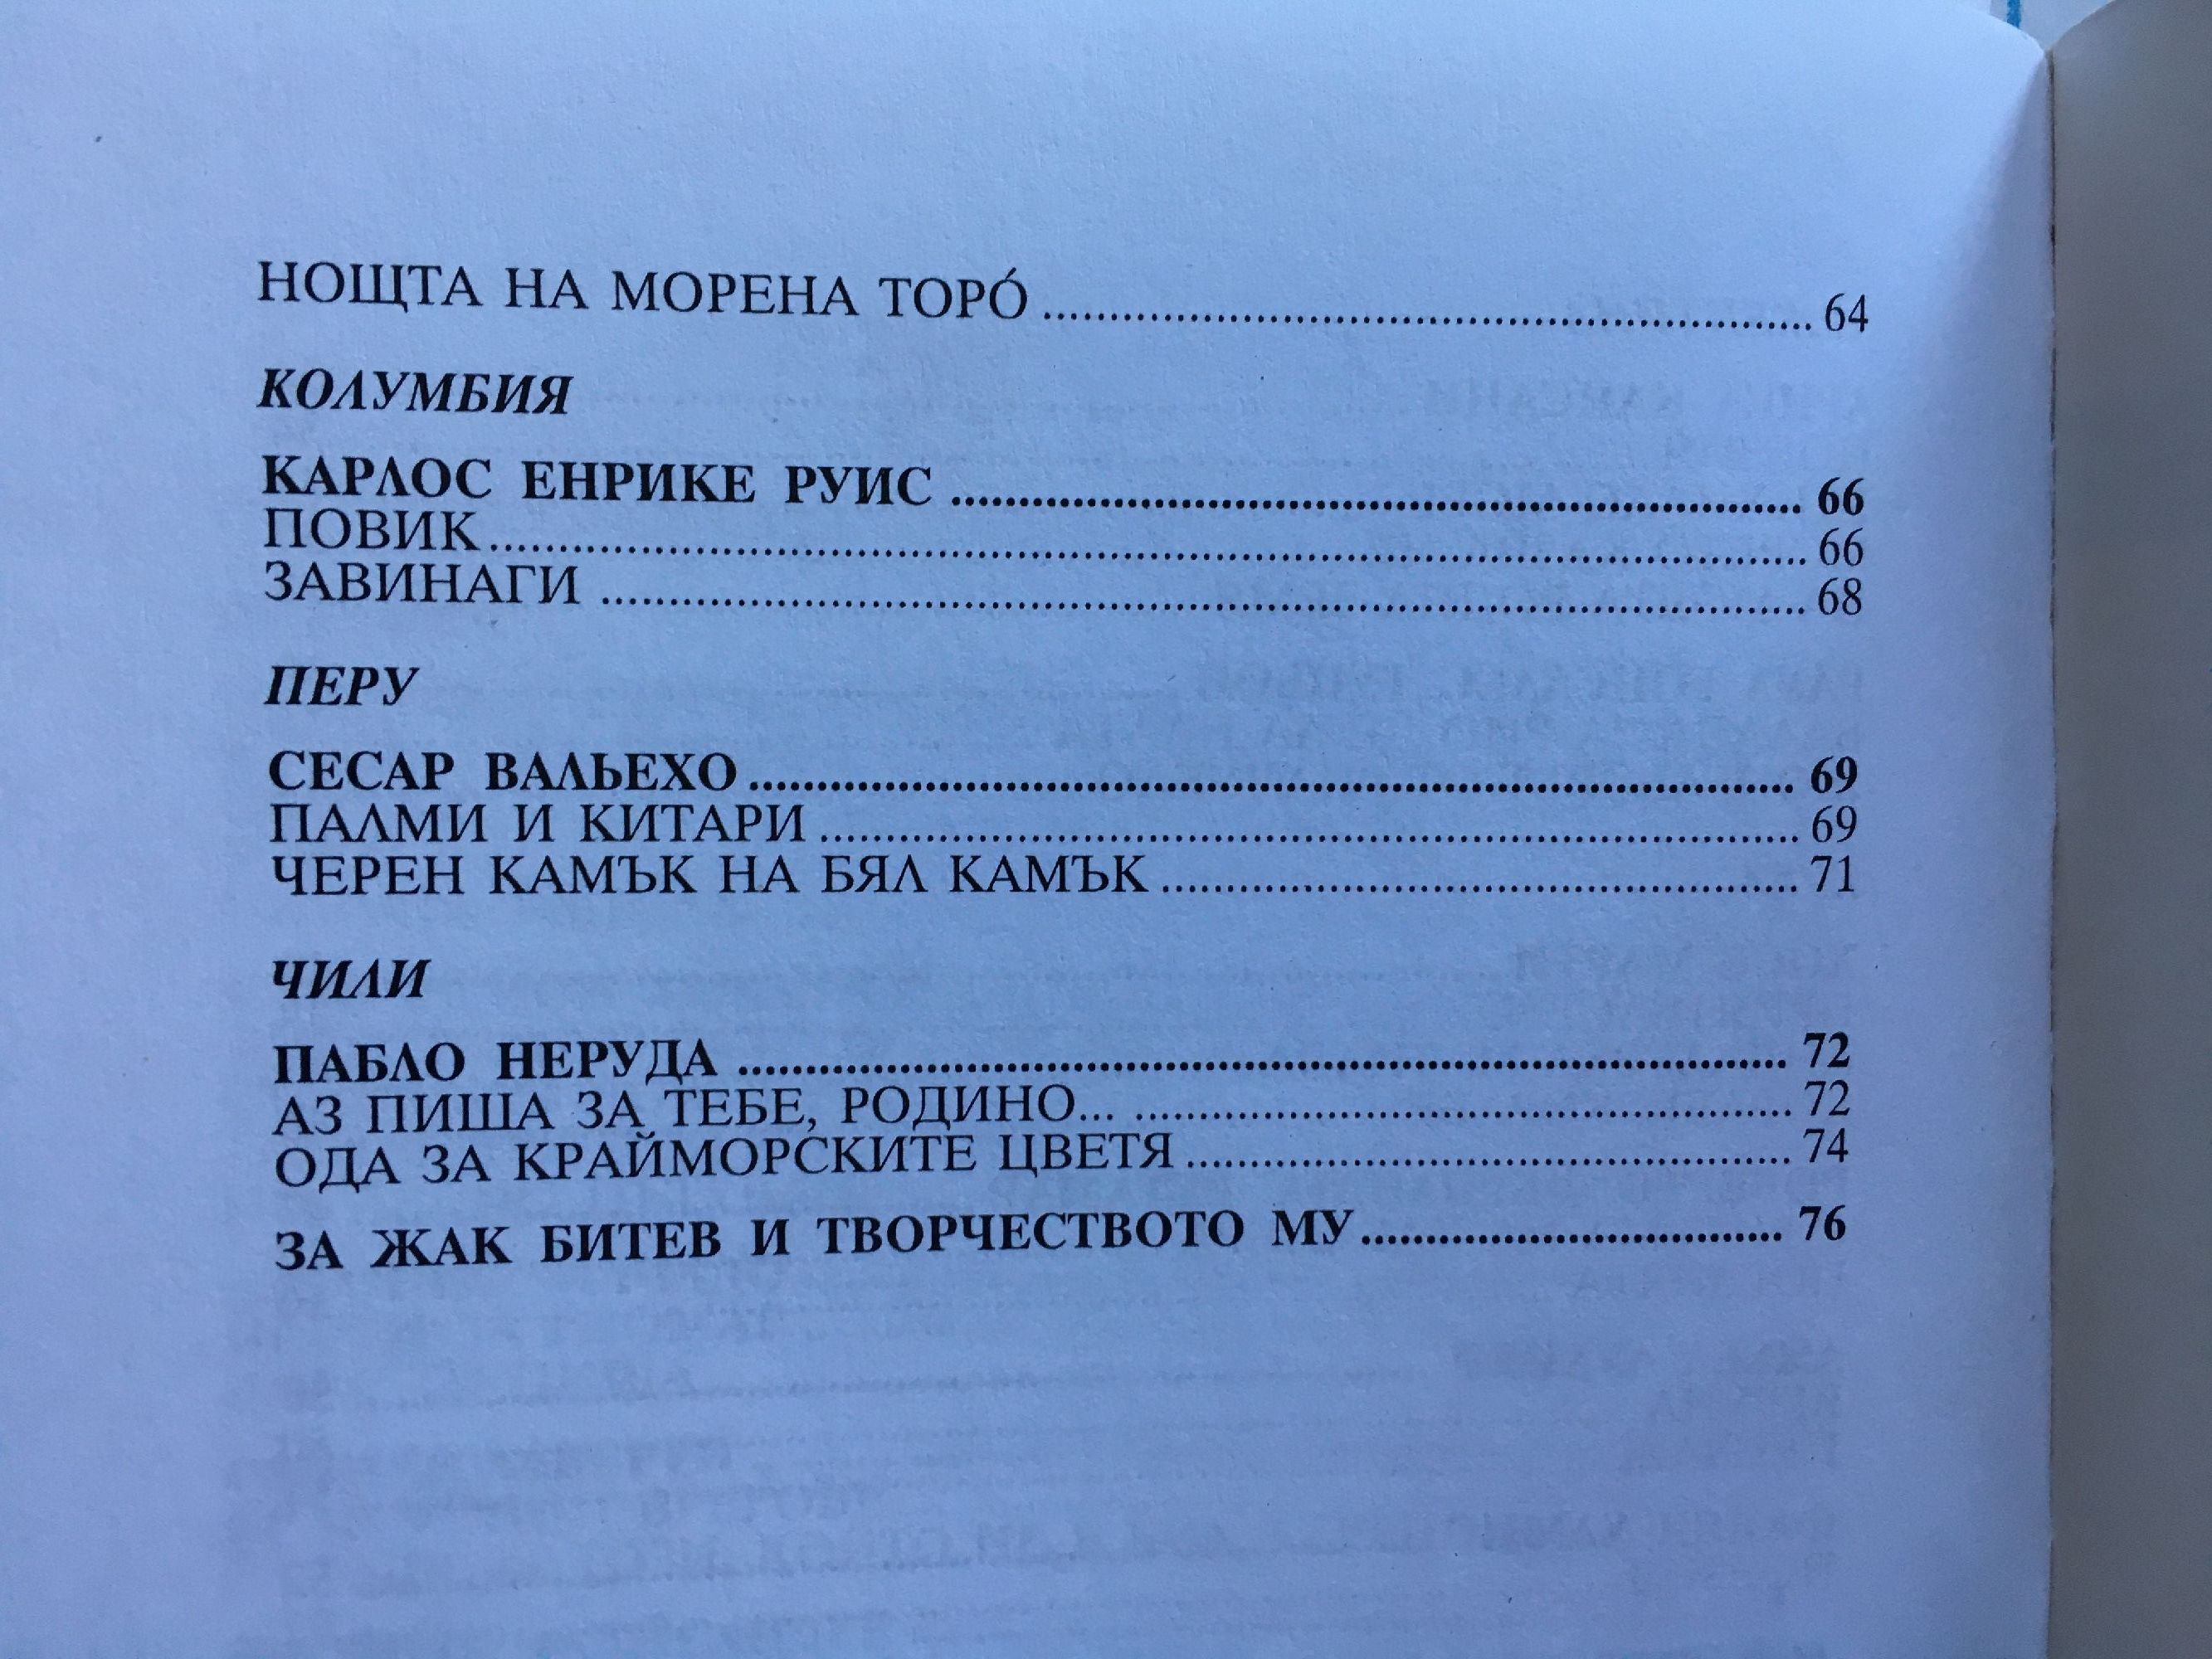 НОЩТА НА МОРЕНА ТОРО́ ........................ 64
КОЛУМБИЯ
КАРЛОС ЕНРИКЕ РУИС ........................ 66
ПОВИК ........................ 66
ЗАВИНАГИ ........................ 68
ПЕРУ
СЕСАР ВАЛЬЕХО ........................ 69
ПАЛМИ И КИТАРИ ........................ 69
ЧЕРЕН КАМЪК НА БЯЛ КАМЪК ........................ 71
ЧИЛИ
ПАБЛО НЕРУДА ........................ 72
АЗ ПИША ЗА ТЕБЕ, РОДИНО... ........................ 72
ОДА ЗА КРАЙМОРСКИТЕ ЦВЕТЯ ........................ 74
ЗА ЖАК БИТЕВ И ТВОРЧЕСТВОТО МУ ........................ 76